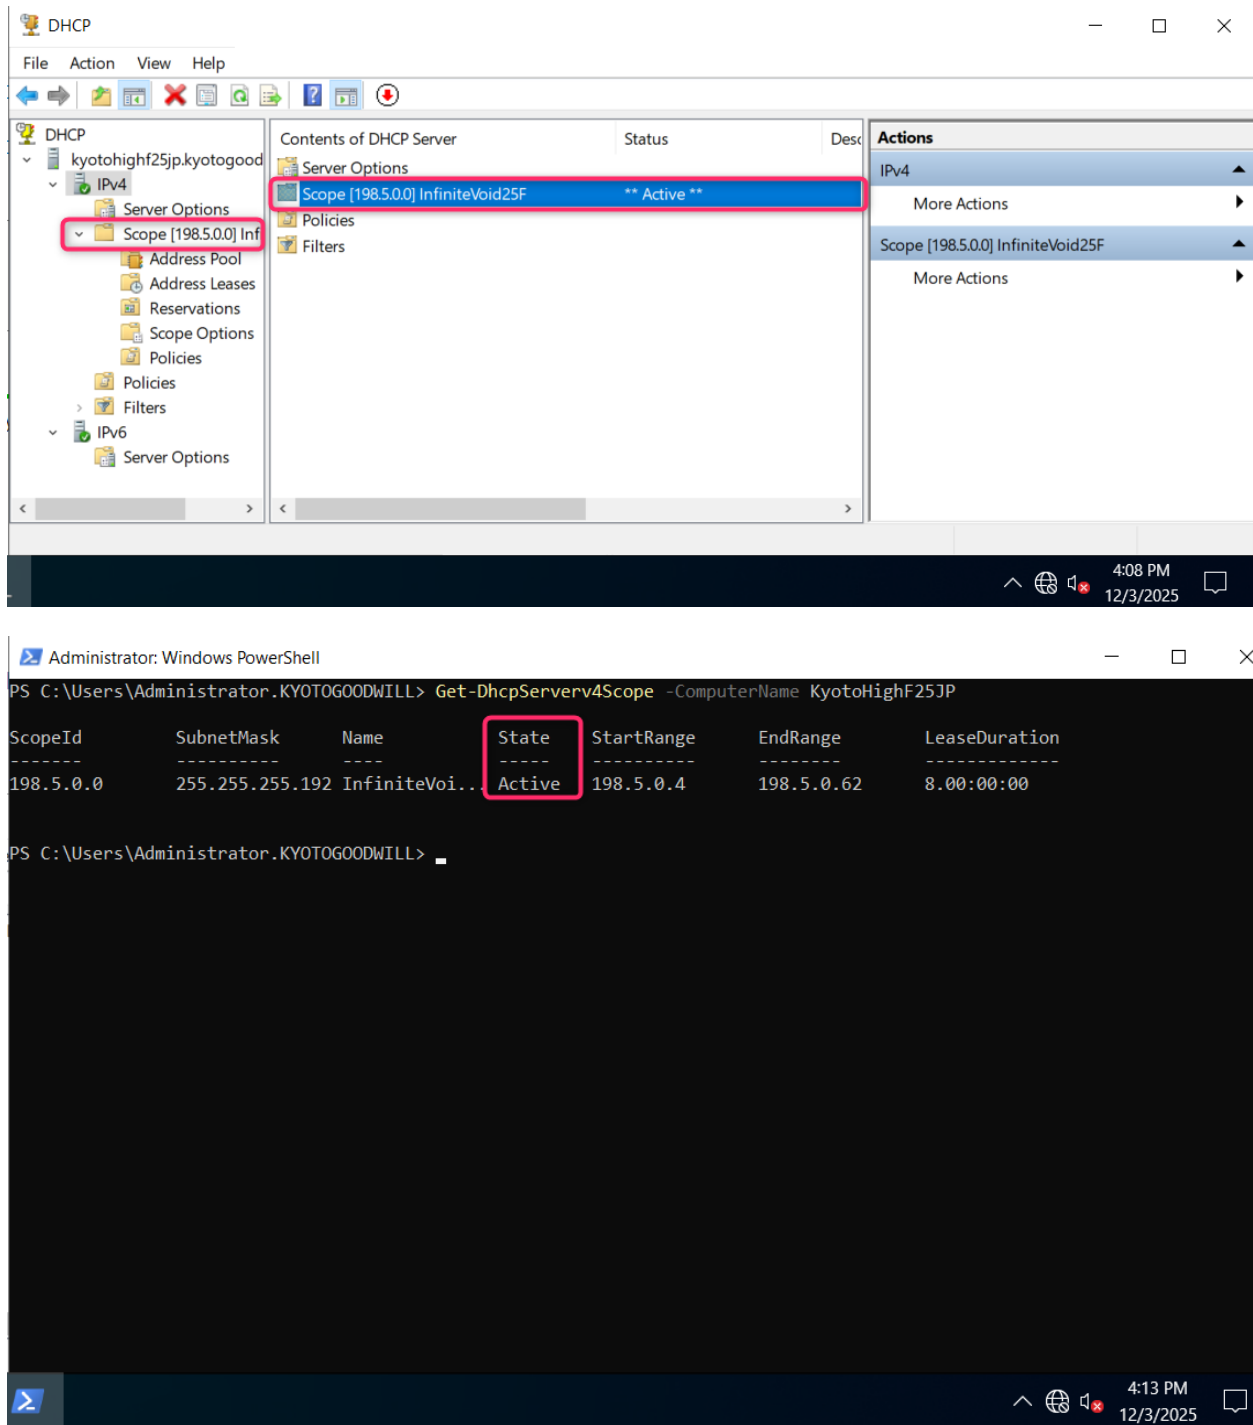 DHCP
File Action View Help
DHCP
kyotohighf25jp.kyotogood
IPv4
Server Options
Scope [198.5.0.0] Inf
Address Pool
Address Leases
Reservations
Scope Options
Policies
Policies
Filters
IPv6
Server Options
Contents of DHCP Server Status Desc
Server Options
Scope [198.5.0.0] InfiniteVoid25F ** Active **
Policies
Filters
Actions
IPv4
More Actions
Scope [198.5.0.0] InfiniteVoid25F
More Actions
4:08 PM
12/3/2025
Administrator: Windows PowerShell
PS C:\Users\Administrator.KYOTOGOODWILL> Get-DhcpServerv4Scope -ComputerName KyotoHighF25JP
ScopeId SubnetMask Name State StartRange EndRange LeaseDuration
------- ---------- ---- ----- ---------- -------- -------------
198.5.0.0 255.255.255.192 InfiniteVoi... Active 198.5.0.4 198.5.0.62 8.00:00:00
PS C:\Users\Administrator.KYOTOGOODWILL>
4:13 PM
12/3/2025